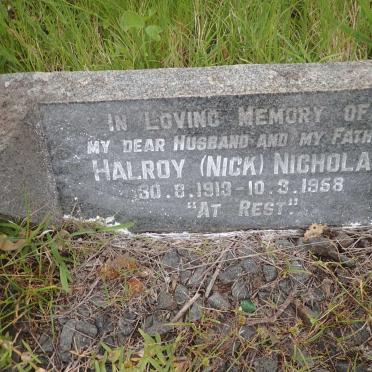 IN LOVING MEMORY OF
MY DEAR HUSBAND AND MY FATH
HALROY (NICK) NICHOLA
30.8.1913-10.3.1958
"AT REST"